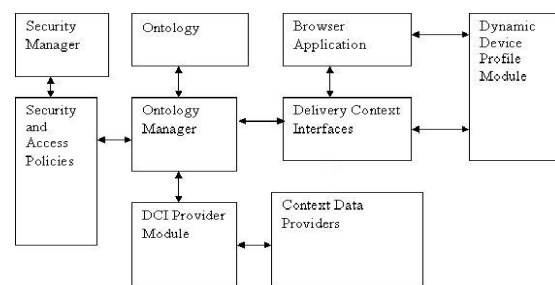 Security
Manager
Ontology
Browser
Application
Dynamic
Device
Profile
Module
Security
and
Access
Policies
Ontology
Manager
Delivery Context
Interfaces
DCI Provider
Module
Context Data
Providers